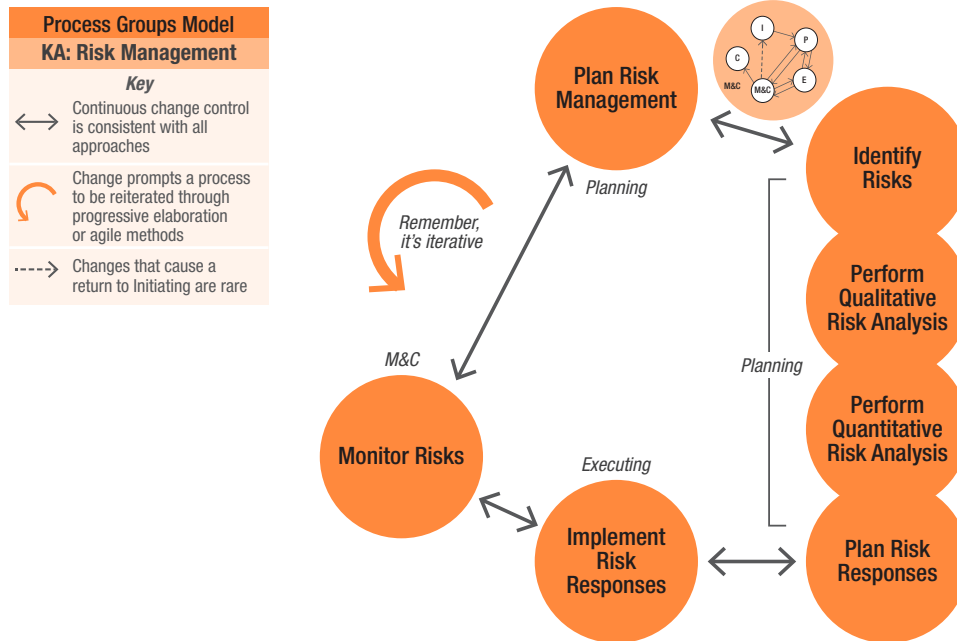 Process Groups Model
KA: Risk Management
Key
Continuous change control
is consistent with all
approaches
Change prompts a process
to be reiterated through
progressive elaboration
or agile methods
Changes that cause a
return to Initiating are rare
Plan Risk
Management
I
P
C
E
M&C
M&C
Planning
Identify
Risks
Remember,
it's iterative
Perform
Qualitative
Risk Analysis
Planning
M&C
Monitor Risks
Perform
Quantitative
Risk Analysis
Executing
Implement
Risk
Responses
Plan Risk
Responses